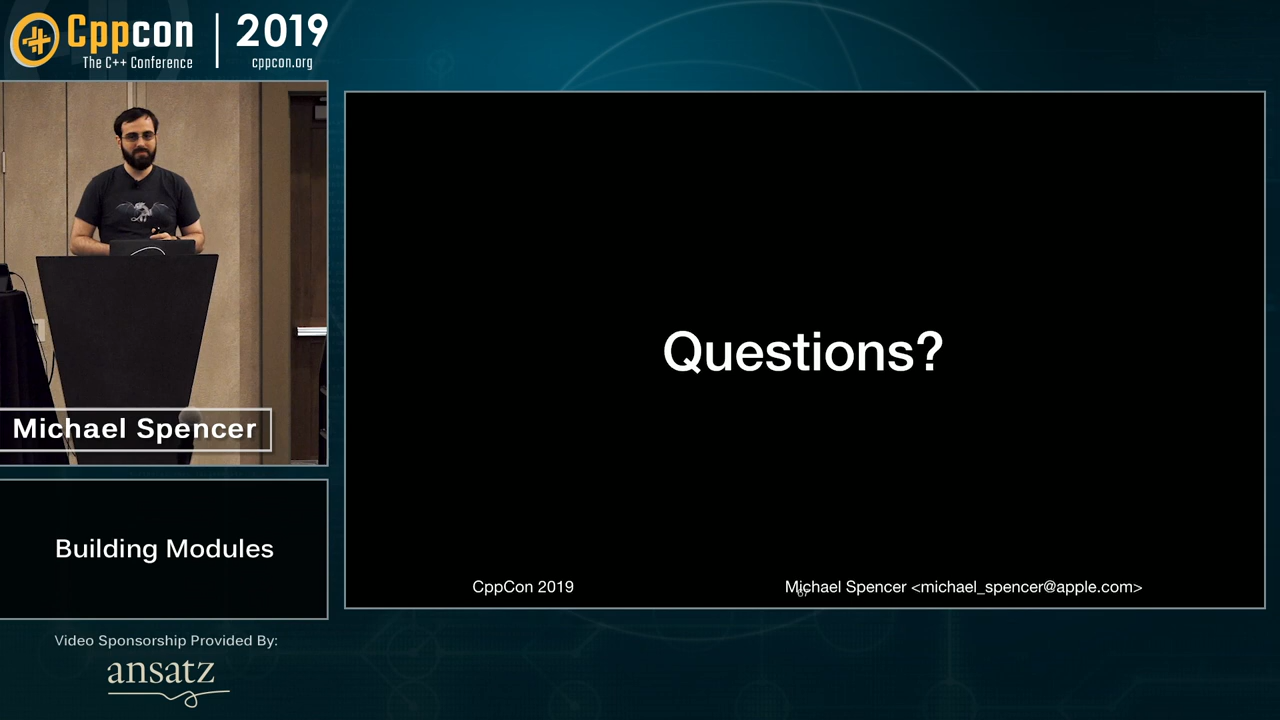 Cppcon
The C++ Conference
2019
cppcon.org
Michael Spencer
Building Modules
Video Sponsorship Provided By:
ansatz
Questions?
CppCon 2019
Michael Spencer <michael_spencer@apple.com>